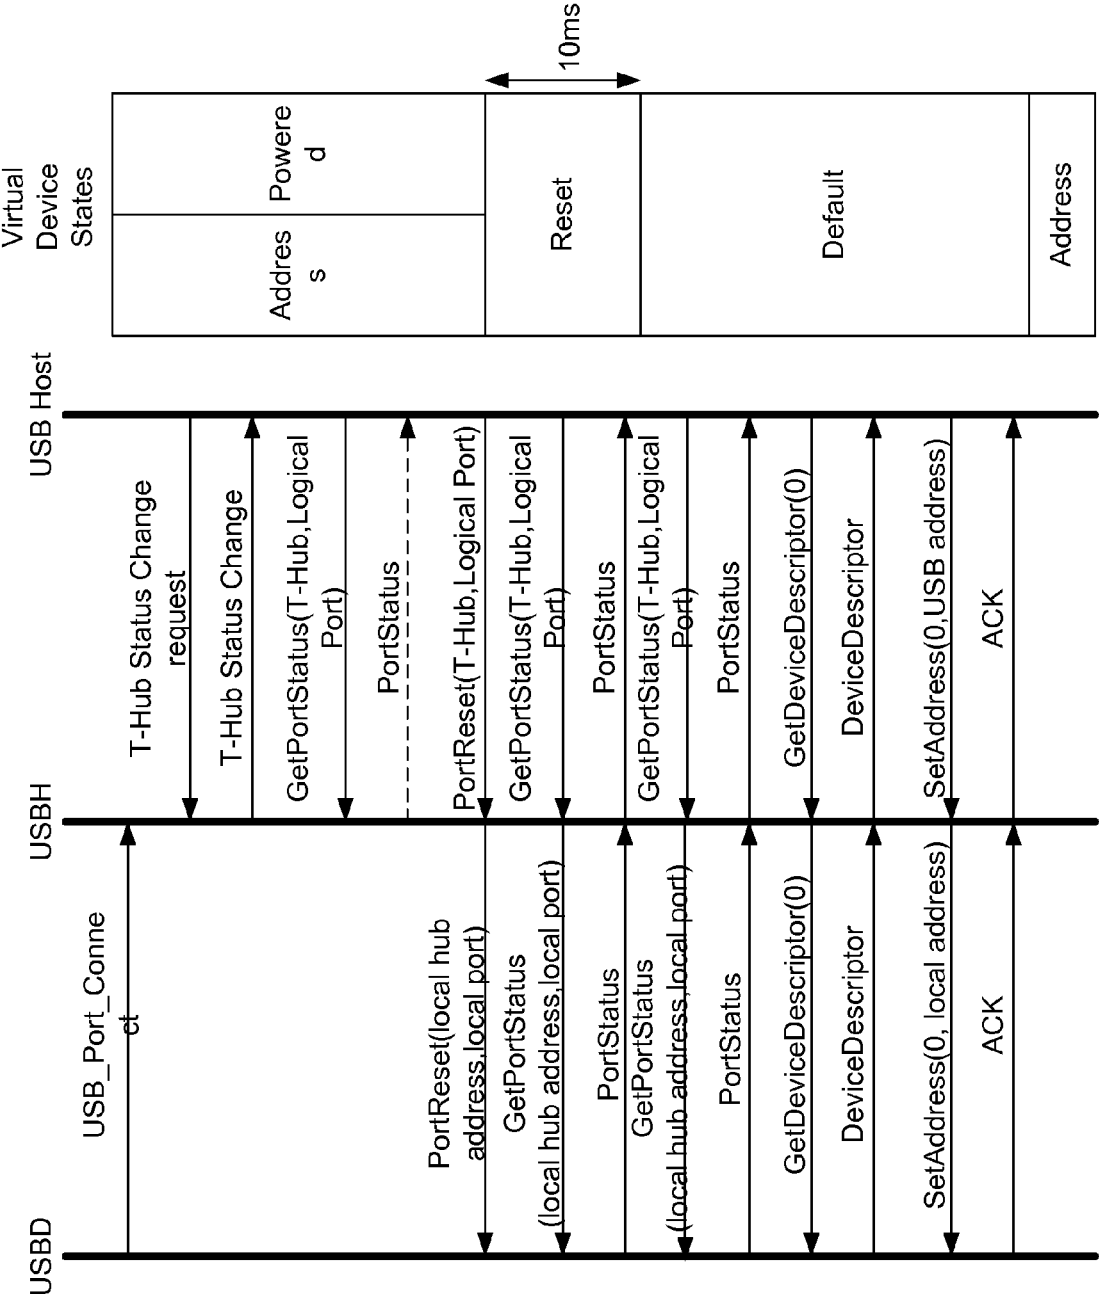 USBD
USBH
USB Host
Virtual
Device
States
USB_Port_Conne
ct
T-Hub Status Change
request
T-Hub Status Change
GetPortStatus(T-Hub,Logical
Port)
PortStatus
Addres
s
Powere
d
PortReset(local hub
address,local port)
PortReset(T-Hub,Logical Port)
GetPortStatus
(local hub address,local port)
GetPortStatus(T-Hub,Logical
Port)
Reset
10ms
PortStatus
PortStatus
GetPortStatus
(local hub address,local port)
GetPortStatus(T-Hub,Logical
Port)
PortStatus
PortStatus
GetDeviceDescriptor(0)
GetDeviceDescriptor(0)
Default
DeviceDescriptor
DeviceDescriptor
SetAddress(0, local address)
SetAddress(0,USB address)
ACK
ACK
Address